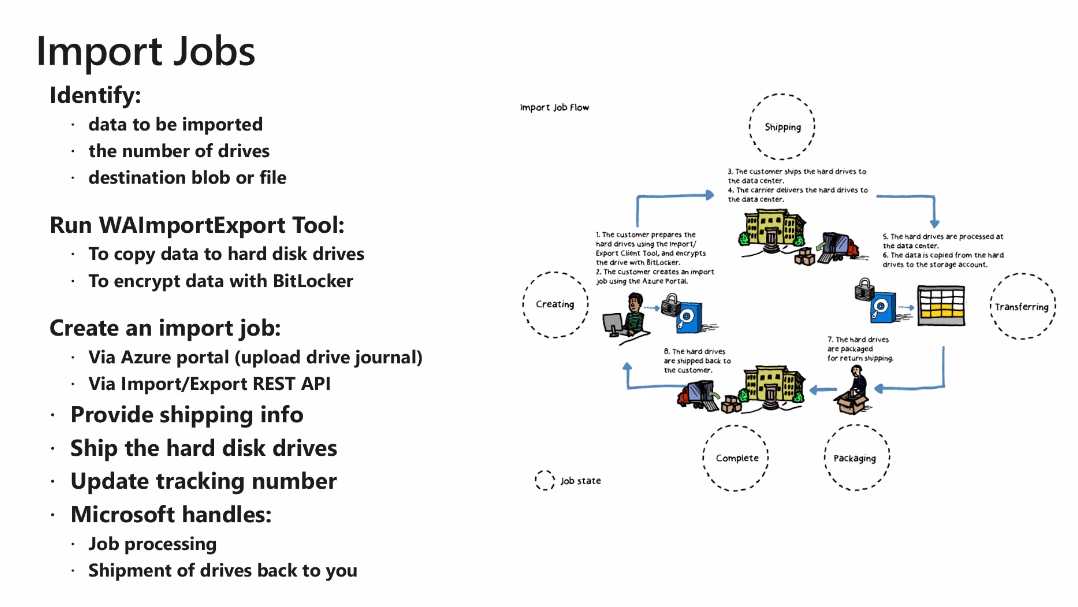 Import Jobs
Identify:
· data to be imported
· the number of drives
· destination blob or file
Run WAImportExport Tool:
· To copy data to hard disk drives
· To encrypt data with BitLocker
Create an import job:
· Via Azure portal (upload drive journal)
· Via Import/Export REST API
· Provide shipping info
· Ship the hard disk drives
· Update tracking number
· Microsoft handles:
· Job processing
· Shipment of drives back to you
Import Job Flow
Shipping
3. The customer ships the hard drives to
the data center.
4. The carrier delivers the hard drives to
the data center.
1. The customer prepares the
hard drives using the Import/
Export Client Tool, and encrypts
the drive with BitLocker.
2. The customer creates an import
job using the Azure Portal.
Creating
5. The hard drives are processed at
the data center.
6. The data is copied from the hard
drives to the storage account.
Transferring
7. The hard drives
are packaged
for return shipping.
8. The hard drives
are shipped back to
the customer.
Complete
Packaging
Job state